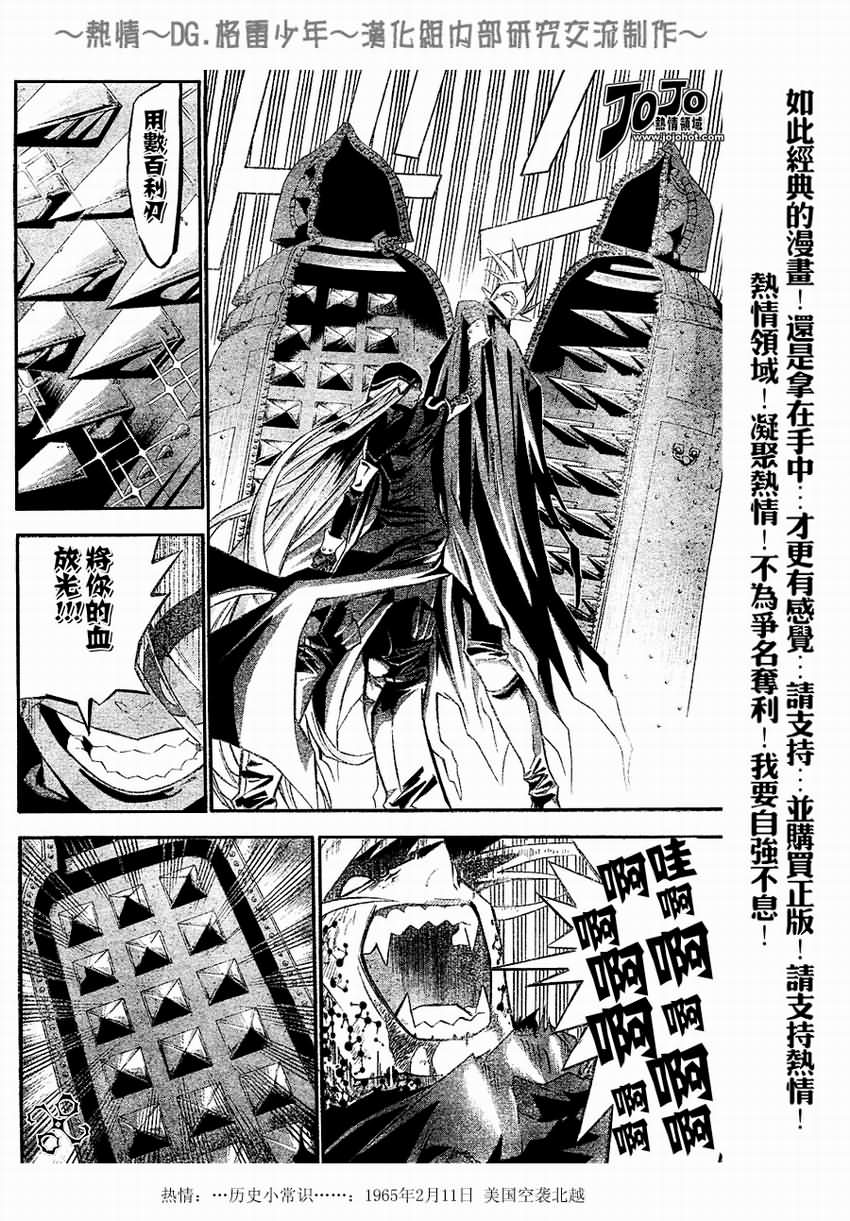 ～熱情～DG.格雷少年～漢化組内部研究交流制作～
JOJO
熱情領域
www.jojohot.com
如此經典的漫畫！還是拿在手中…才更有感覺…請支持…並購買正版！請支持熱情！
熱情領域！凝聚熱情！不為爭名奪利！我要自強不息！
用數百利刃
將你的血
放光!!!
哇啊啊啊啊啊
啊啊啊啊啊啊
啊啊啊啊啊
热情：…历史小常识……：1965年2月11日 美国空袭北越